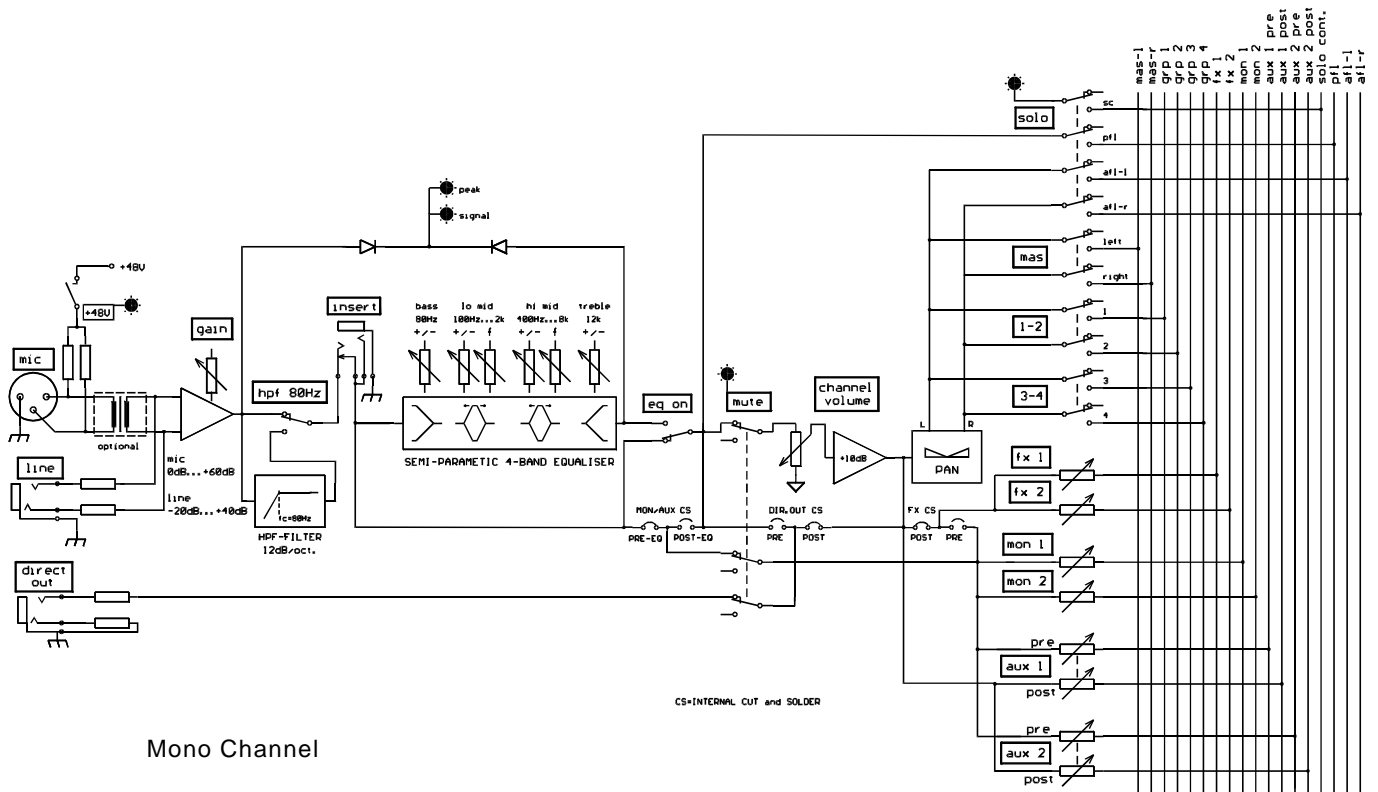 mas-l
mas-r
grp 1
grp 2
grp 3
grp 4
fx 1
fx 2
mon 1
mon 2
aux 1 pre
aux 1 post
aux 2 pre
aux 2 post
solo cont.
pfl
afl-l
afl-r
solo
sc
pfl
afl-l
afl-r
mas
left
right
1-2
1
2
3-4
3
4
peak
signal
+48V
+48V
mic
gain
hpf 80Hz
insert
bass
80Hz
+/-
lo mid
100Hz...2k
+/- f
hi mid
400Hz...8k
+/- f
treble
12k
+/-
optional
SEMI-PARAMETIC 4-BAND EQUALISER
eq on
mute
channel
volume
+10dB
L R
PAN
line
mic
0dB...+60dB
line
-20dB...+40dB
fc=80Hz
HPF-FILTER
12dB/oct.
MON/AUX CS
PRE-EQ POST-EQ
DIR.OUT CS
PRE POST
FX CS
POST PRE
fx 1
fx 2
mon 1
mon 2
direct
out
pre
aux 1
post
pre
aux 2
post
CS=INTERNAL CUT and SOLDER
Mono Channel